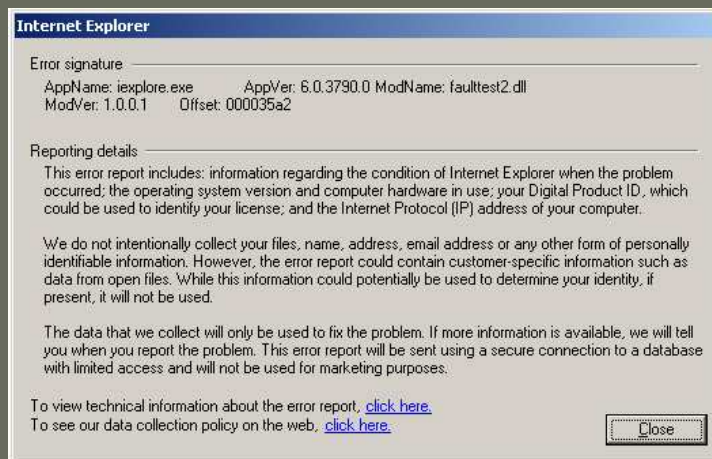 Internet Explorer
Error signature
AppName: iexplore.exe AppVer: 6.0.3790.0 ModName: faulttest2.dll
ModVer: 1.0.0.1 Offset: 000035a2
Reporting details
This error report includes: information regarding the condition of Internet Explorer when the problem
occurred; the operating system version and computer hardware in use; your Digital Product ID, which
could be used to identify your license; and the Internet Protocol (IP) address of your computer.
We do not intentionally collect your files, name, address, email address or any other form of personally
identifiable information. However, the error report could contain customer-specific information such as
data from open files. While this information could potentially be used to determine your identity, if
present, it will not be used.
The data that we collect will only be used to fix the problem. If more information is available, we will tell
you when you report the problem. This error report will be sent using a secure connection to a database
with limited access and will not be used for marketing purposes.
To view technical information about the error report, click here.
To see our data collection policy on the web, click here.
Close